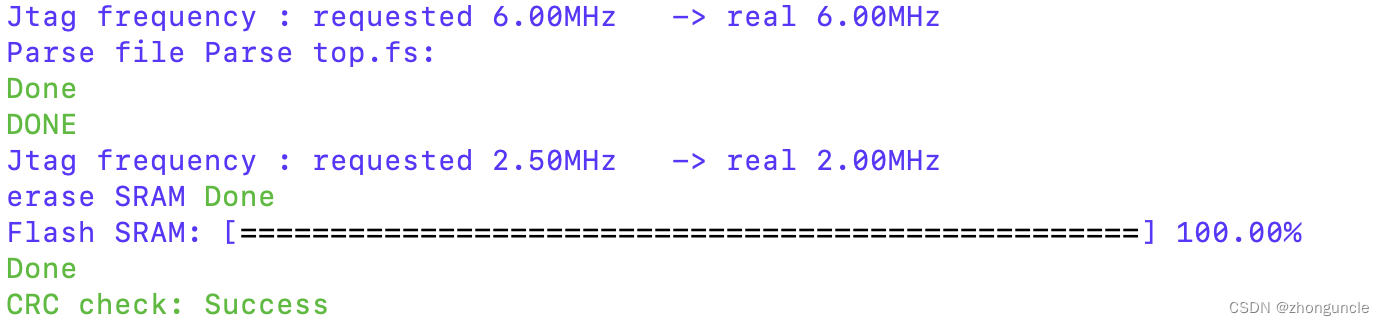 Jtag frequency : requested 6.00MHz   -> real 6.00MHz
Parse file Parse top.fs:
Done
DONE
Jtag frequency : requested 2.50MHz   -> real 2.00MHz
erase SRAM Done
Flash SRAM: [==================================================] 100.00%
Done
CRC check: Success
CSDN @zhonguncle